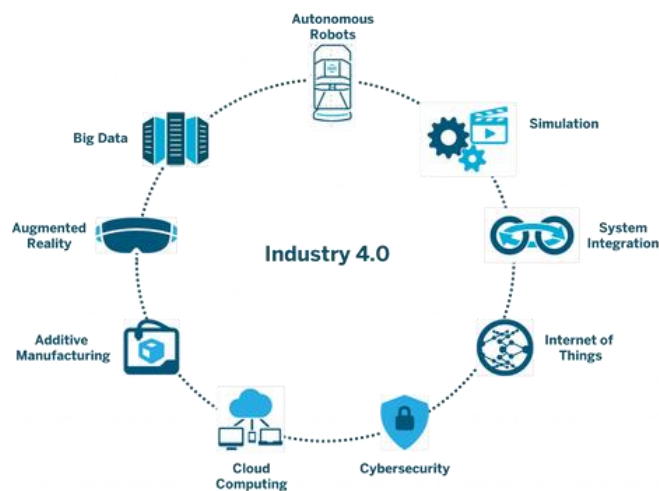 Autonomous
Robots
Simulation
System
Integration
Internet of
Things
Cybersecurity
Cloud
Computing
Additive
Manufacturing
Augmented
Reality
Big Data
Industry 4.0